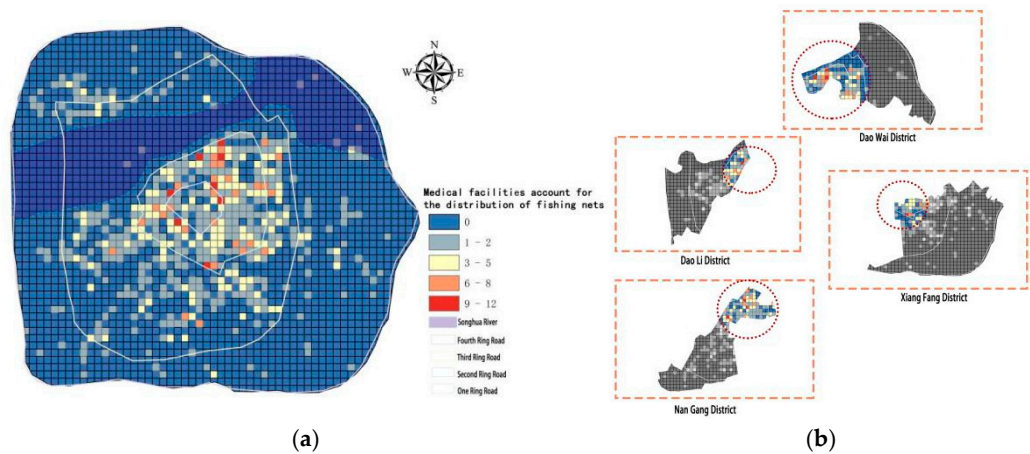 N
W E
S
Medical facilities account for
the distribution of fishing nets
0
1 - 2
3 - 5
6 - 8
9 - 12
Songhua River
Fourth Ring Road
Third Ring Road
Second Ring Road
One Ring Road
(a)
Dao Wai District
Dao Li District
Xiang Fang District
Nan Gang District
(b)